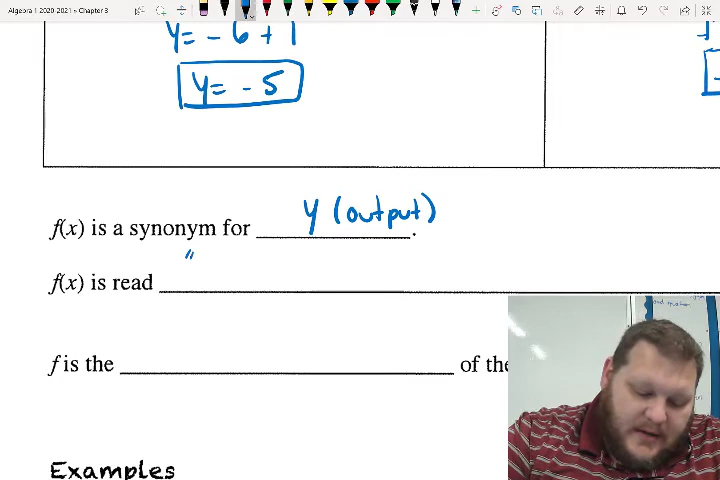 Algebra 1 2020-2021 » Chapter 3
y = - 6 + 1
y = - 5
f(x) is a synonym for y (output).
"
f(x) is read
f is the of the
Examples